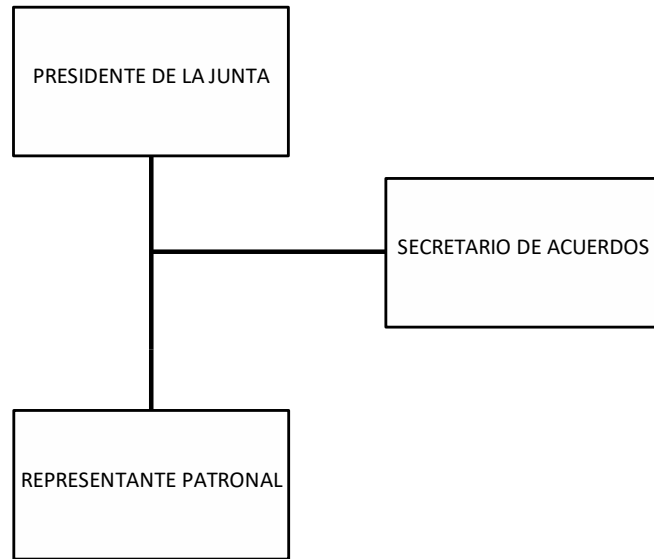 PRESIDENTE DE LA JUNTA
SECRETARIO DE ACUERDOS
REPRESENTANTE PATRONAL